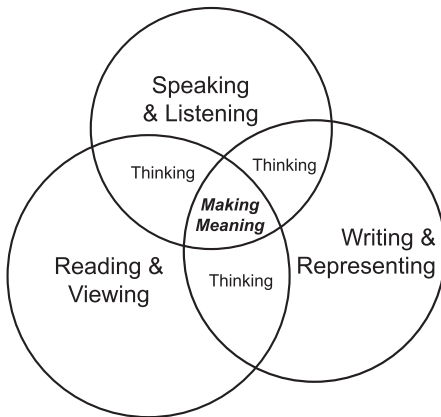 Speaking
& Listening
Thinking
Thinking
Making
Meaning
Writing &
Representing
Reading &
Viewing
Thinking